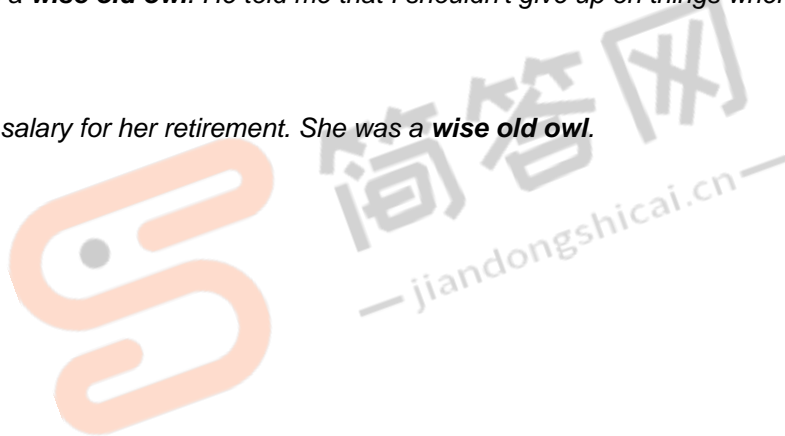 a wise old owl. He told me that I shouldn't give up on things when
salary for her retirement. She was a wise old owl.
简答网
jiandongshicai.cn